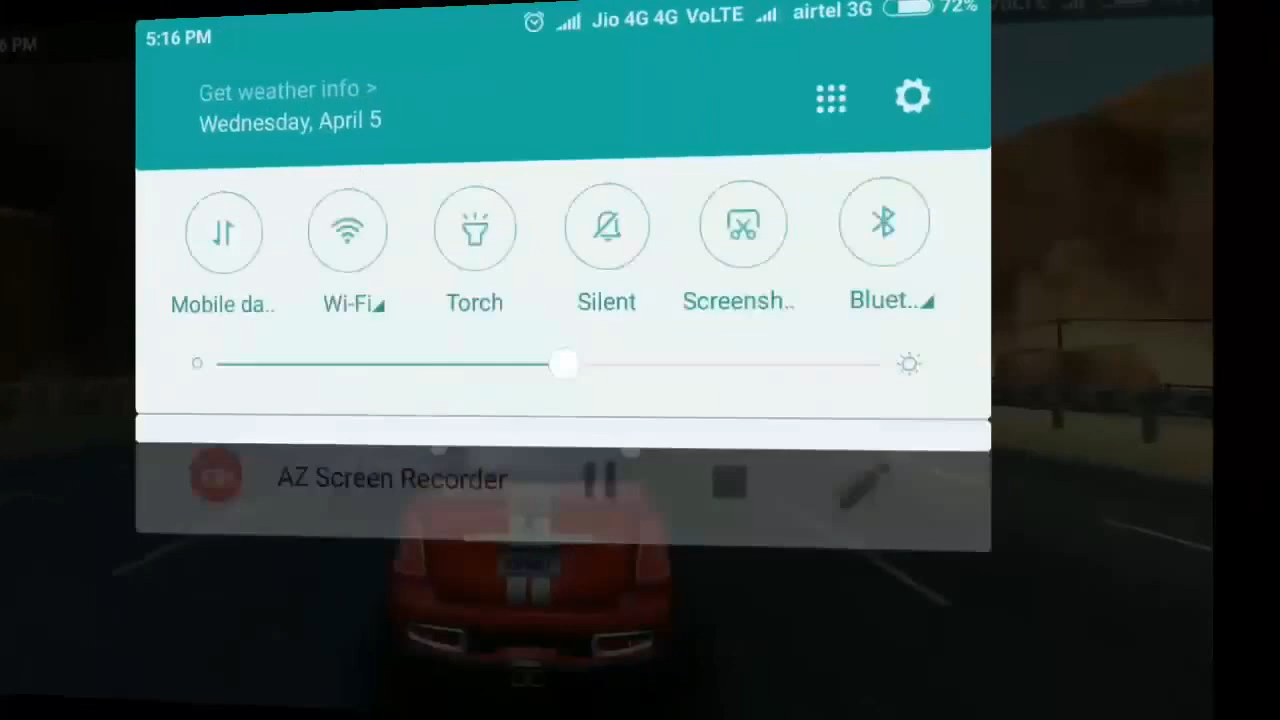 5:16 PM
Jio 4G 4G VoLTE
airtel 3G
72%
Get weather info >
Wednesday, April 5
Mobile da..
Wi-Fi
Torch
Silent
Screensh..
Bluet..
AZ Screen Recorder